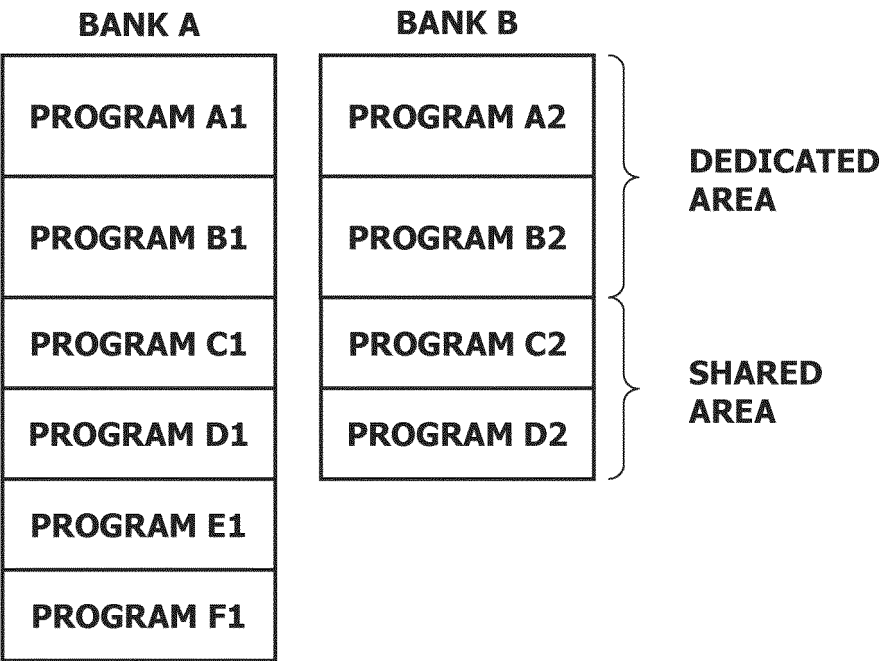 BANK A
BANK B
PROGRAM A1
PROGRAM A2
PROGRAM B1
PROGRAM B2
DEDICATED
AREA
PROGRAM C1
PROGRAM C2
PROGRAM D1
PROGRAM D2
SHARED
AREA
PROGRAM E1
PROGRAM F1